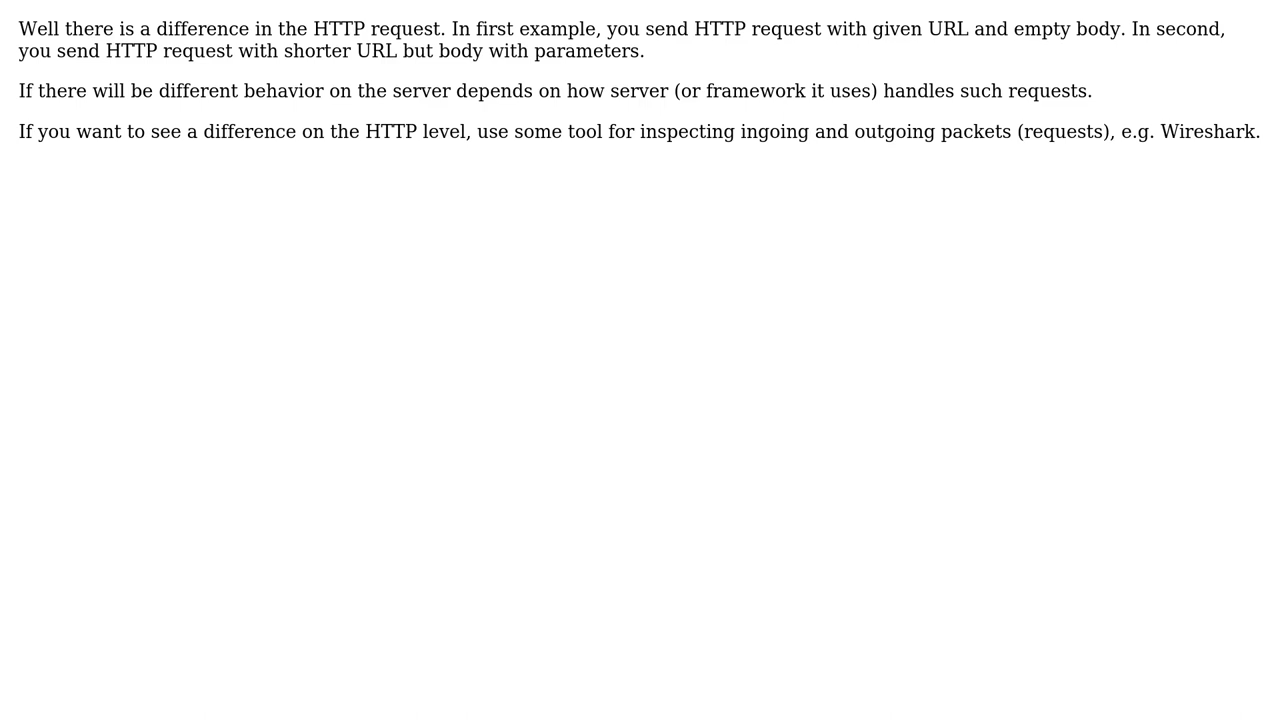 Well there is a difference in the HTTP request. In first example, you send HTTP request with given URL and empty body. In second,
you send HTTP request with shorter URL but body with parameters.
If there will be different behavior on the server depends on how server (or framework it uses) handles such requests.
If you want to see a difference on the HTTP level, use some tool for inspecting ingoing and outgoing packets (requests), e.g. Wireshark.